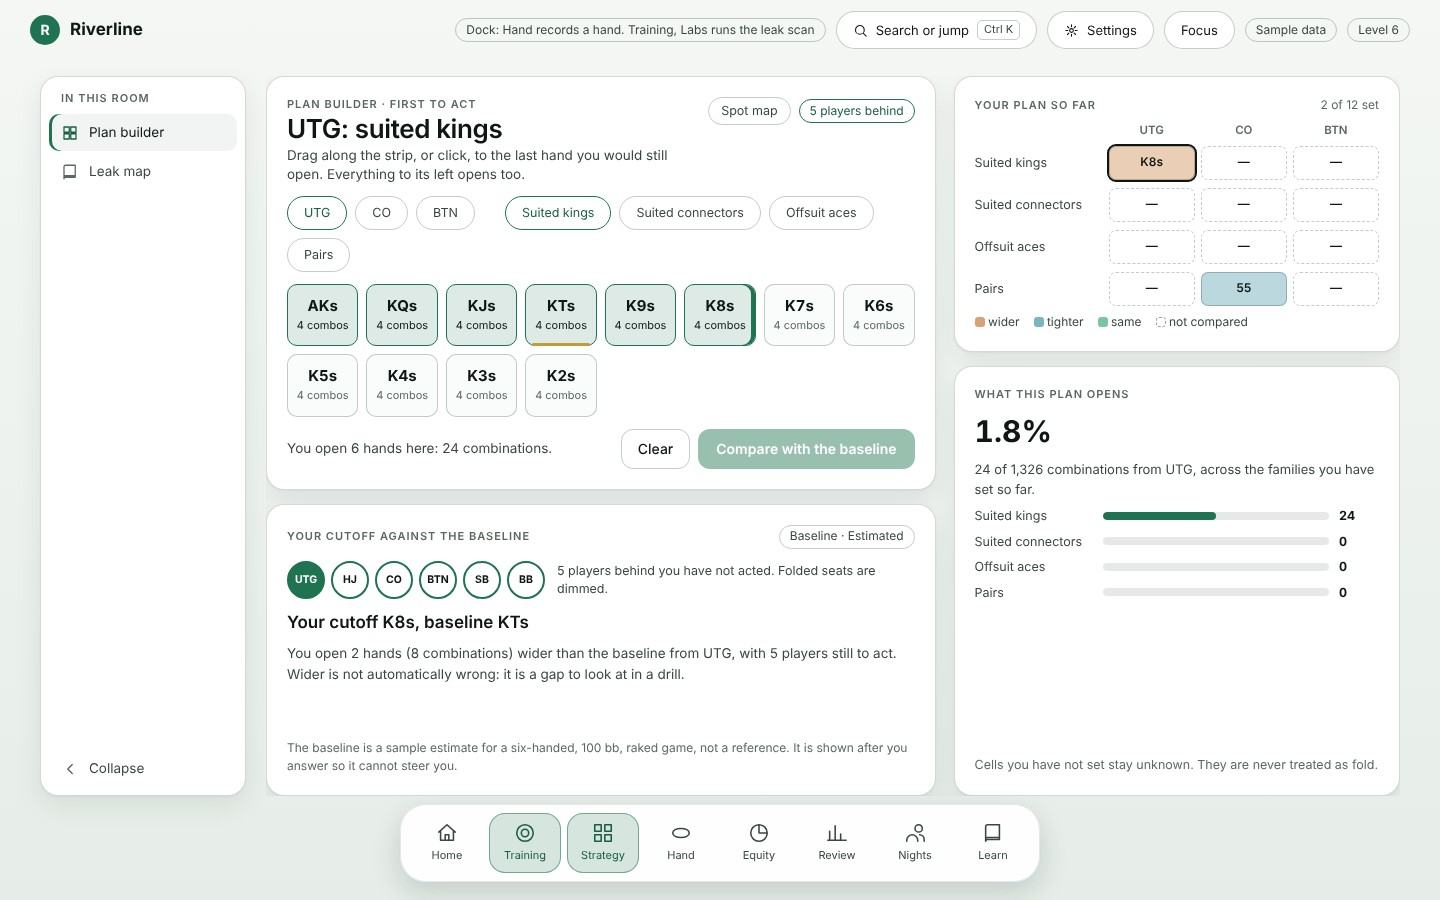 R Riverline
Dock: Hand records a hand. Training, Labs runs the leak scan
Search or jump Ctrl K
Settings
Focus
Sample data
Level 6
IN THIS ROOM
Plan builder
Leak map
Collapse
PLAN BUILDER · FIRST TO ACT
UTG: suited kings
Drag along the strip, or click, to the last hand you would still
open. Everything to its left opens too.
Spot map
5 players behind
UTG CO BTN Suited kings Suited connectors Offsuit aces
Pairs
AKs KQs KJs KTs K9s K8s K7s K6s
4 combos 4 combos 4 combos 4 combos 4 combos 4 combos 4 combos 4 combos
K5s K4s K3s K2s
4 combos 4 combos 4 combos 4 combos
You open 6 hands here: 24 combinations.
Clear
Compare with the baseline
YOUR CUTOFF AGAINST THE BASELINE
Baseline · Estimated
UTG HJ CO BTN SB BB
5 players behind you have not acted. Folded seats are
dimmed.
Your cutoff K8s, baseline KTs
You open 2 hands (8 combinations) wider than the baseline from UTG, with 5 players still to act.
Wider is not automatically wrong: it is a gap to look at in a drill.
The baseline is a sample estimate for a six-handed, 100 bb, raked game, not a reference. It is shown after you
answer so it cannot steer you.
YOUR PLAN SO FAR
2 of 12 set
UTG CO BTN
Suited kings K8s — —
Suited connectors — — —
Offsuit aces — — —
Pairs — 55 —
wider tighter same not compared
WHAT THIS PLAN OPENS
1.8%
24 of 1,326 combinations from UTG, across the families you have
set so far.
Suited kings 24
Suited connectors 0
Offsuit aces 0
Pairs 0
Cells you have not set stay unknown. They are never treated as fold.
Home Training Strategy Hand Equity Review Nights Learn